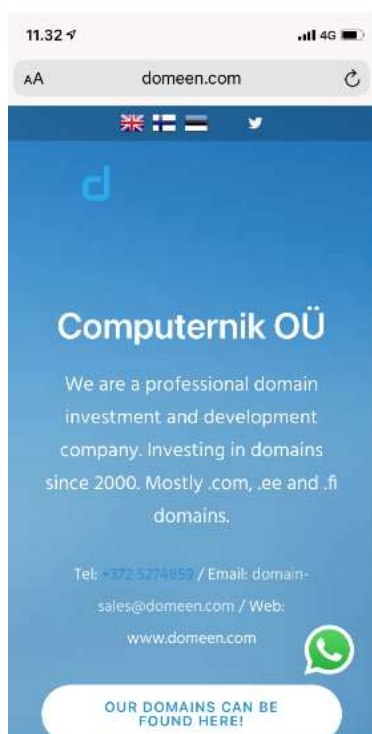 11.32
4G
AA
domeen.com
d
Computernik OÜ
We are a professional domain
investment and development
company. Investing in domains
since 2000. Mostly .com, .ee and .fi
domains.
Tel: +372 5274859 / Email: domain-
sales@domeen.com / Web:
www.domeen.com
OUR DOMAINS CAN BE
FOUND HERE!